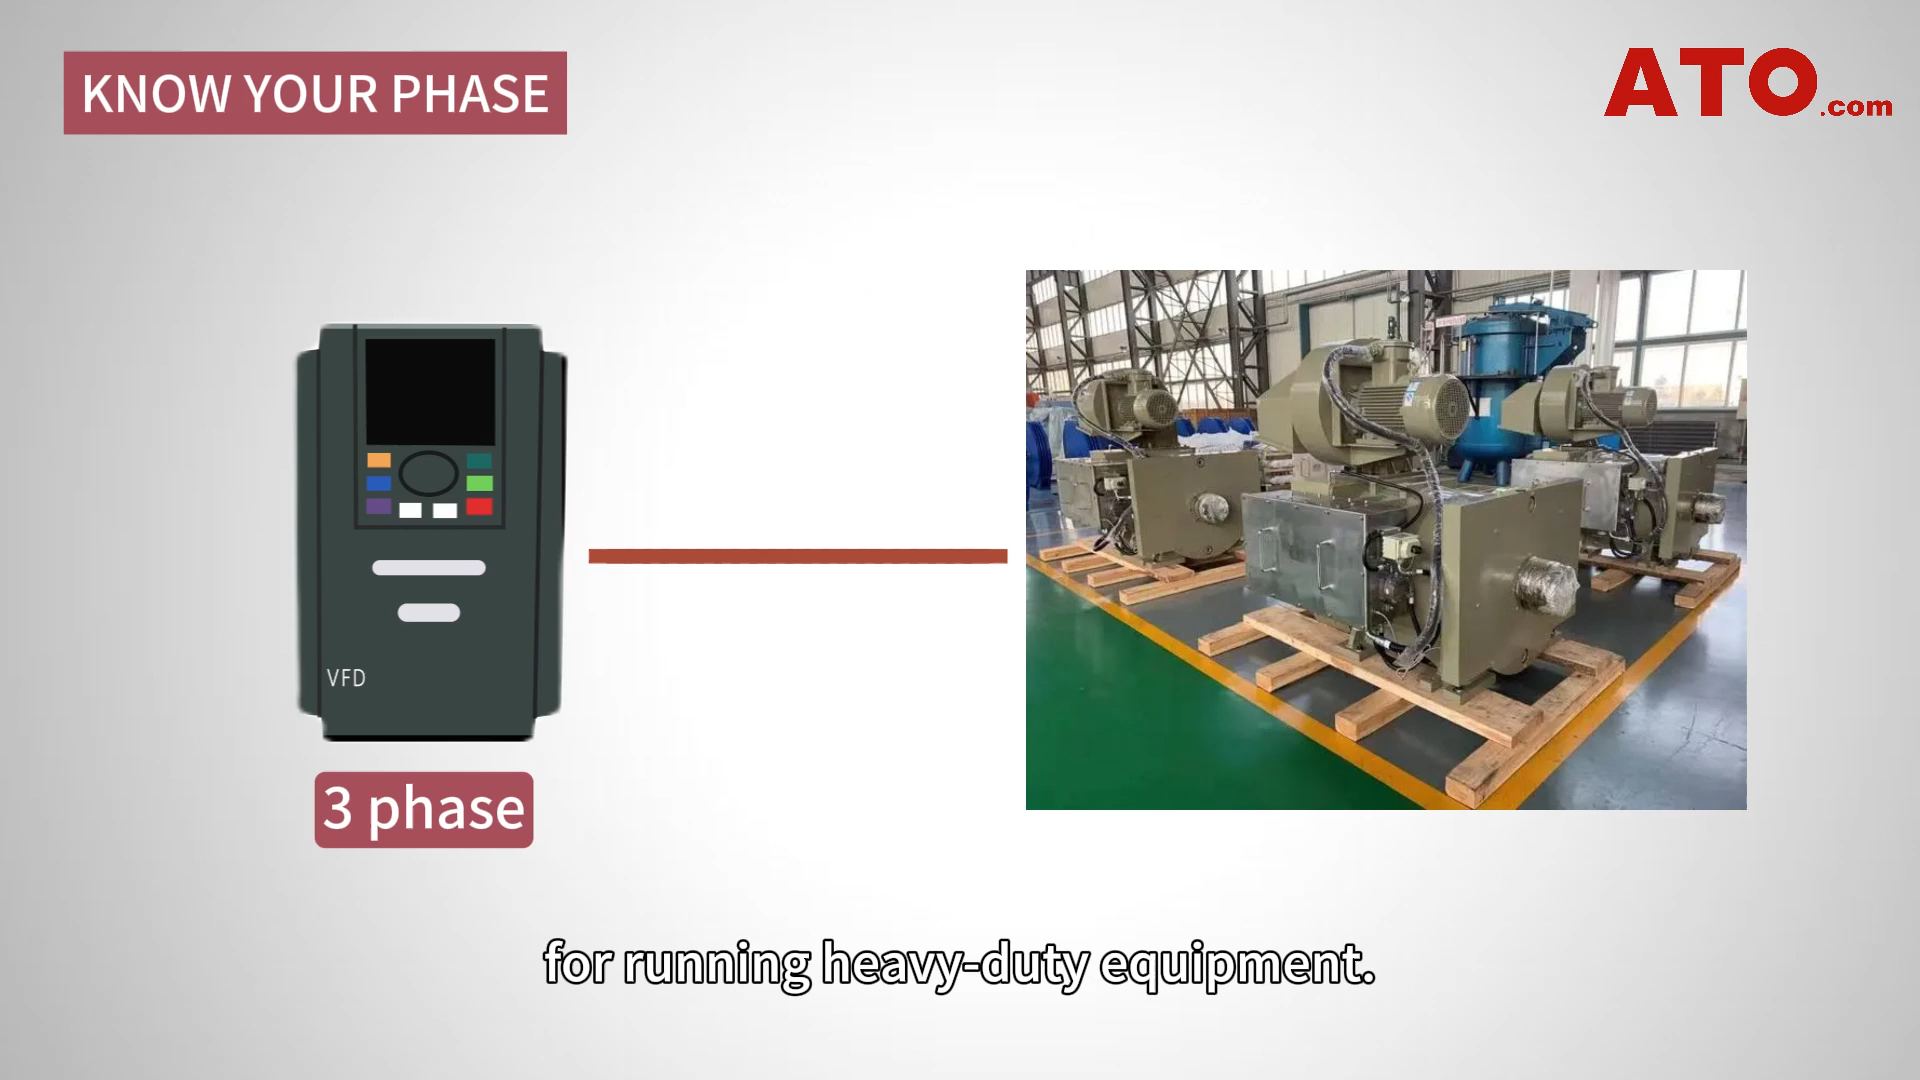 KNOW YOUR PHASE
ATO.com
VFD
3 phase
for running heavy-duty equipment.